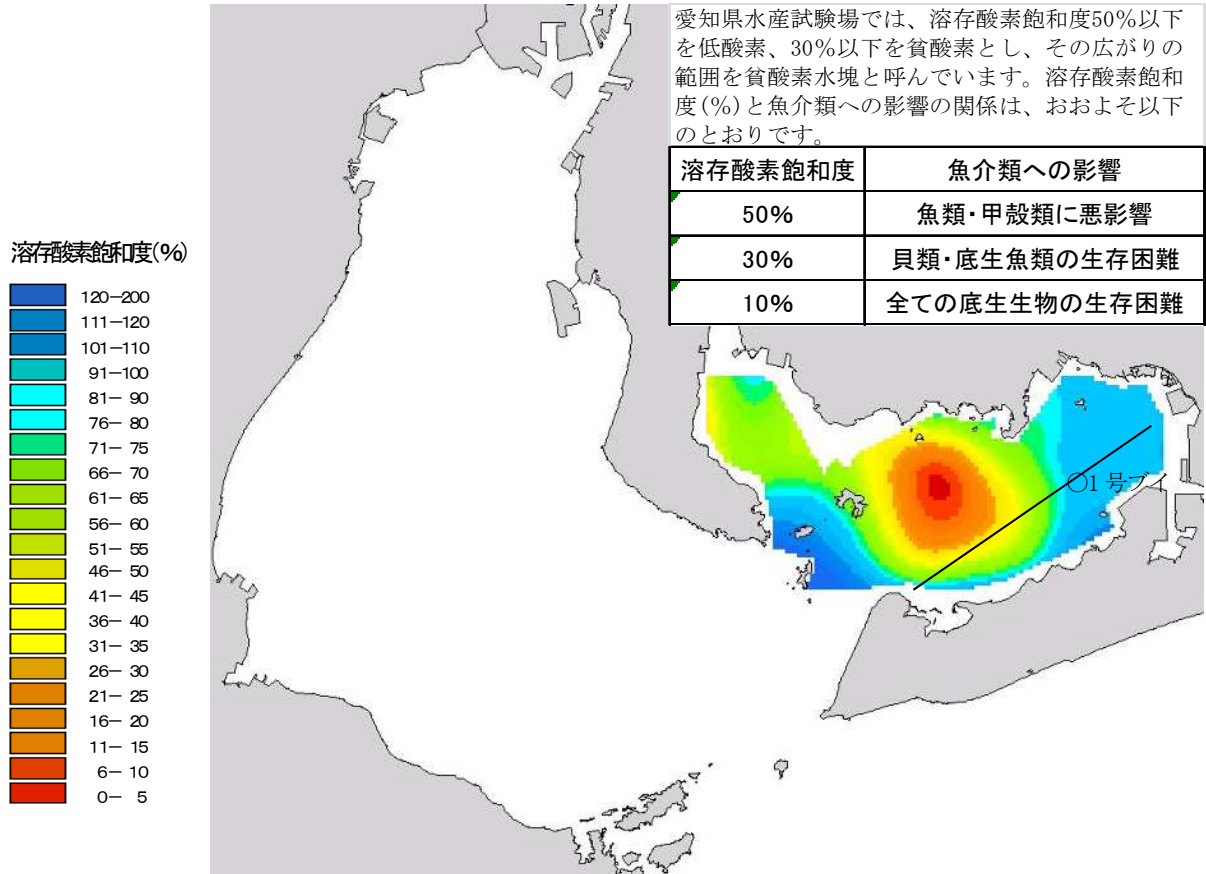 愛知県水産試験場では、溶存酸素飽和度50%以下
を低酸素、30%以下を貧酸素とし、その広がりの
範囲を貧酸素水塊と呼んでいます。溶存酸素飽和
度(%)と魚介類への影響の関係は、おおよそ以下
のとおりです。
溶存酸素飽和度 魚介類への影響
50% 魚類・甲殻類に悪影響
30% 貝類・底生魚類の生存困難
10% 全ての底生生物の生存困難
溶存酸素飽和度(%)
120-200
111-120
101-110
91-100
81- 90
76- 80
71- 75
66- 70
61- 65
56- 60
51- 55
46- 50
41- 45
36- 40
31- 35
26- 30
21- 25
16- 20
11- 15
6- 10
0- 5
○1 号ブイ